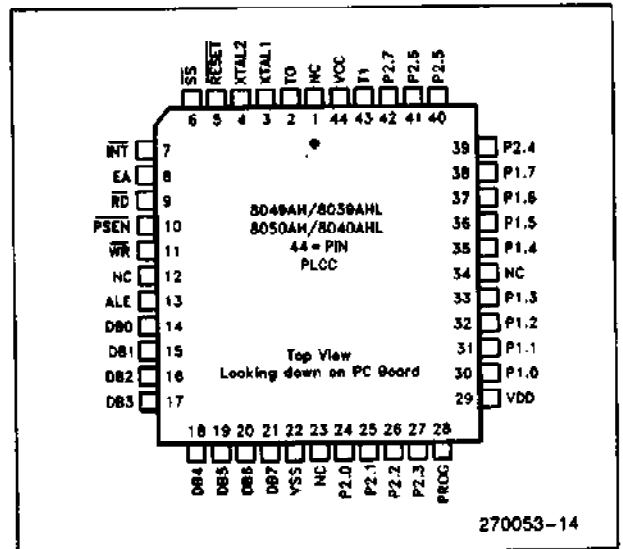 SS RESET XTAL2 XTAL1 T0 NC VCC T1 P2.7 P2.6 P2.5
6 5 4 3 2 1 44 43 42 41 40
INT 7
EA 8
RD 9
PSEN 10
WR 11
NC 12
ALE 13
DB0 14
DB1 15
DB2 16
DB3 17
8049AH/8039AHL
8050AH/8040AHL
44-PIN
PLCC
Top View
Looking down on PC Board
39 P2.4
38 P1.7
37 P1.6
36 P1.5
35 P1.4
34 NC
33 P1.3
32 P1.2
31 P1.1
30 P1.0
29 VDD
18 19 20 21 22 23 24 25 26 27 28
DB4 DB5 DB6 DB7 VSS NC P2.0 P2.1 P2.2 P2.3 PROG
270053-14